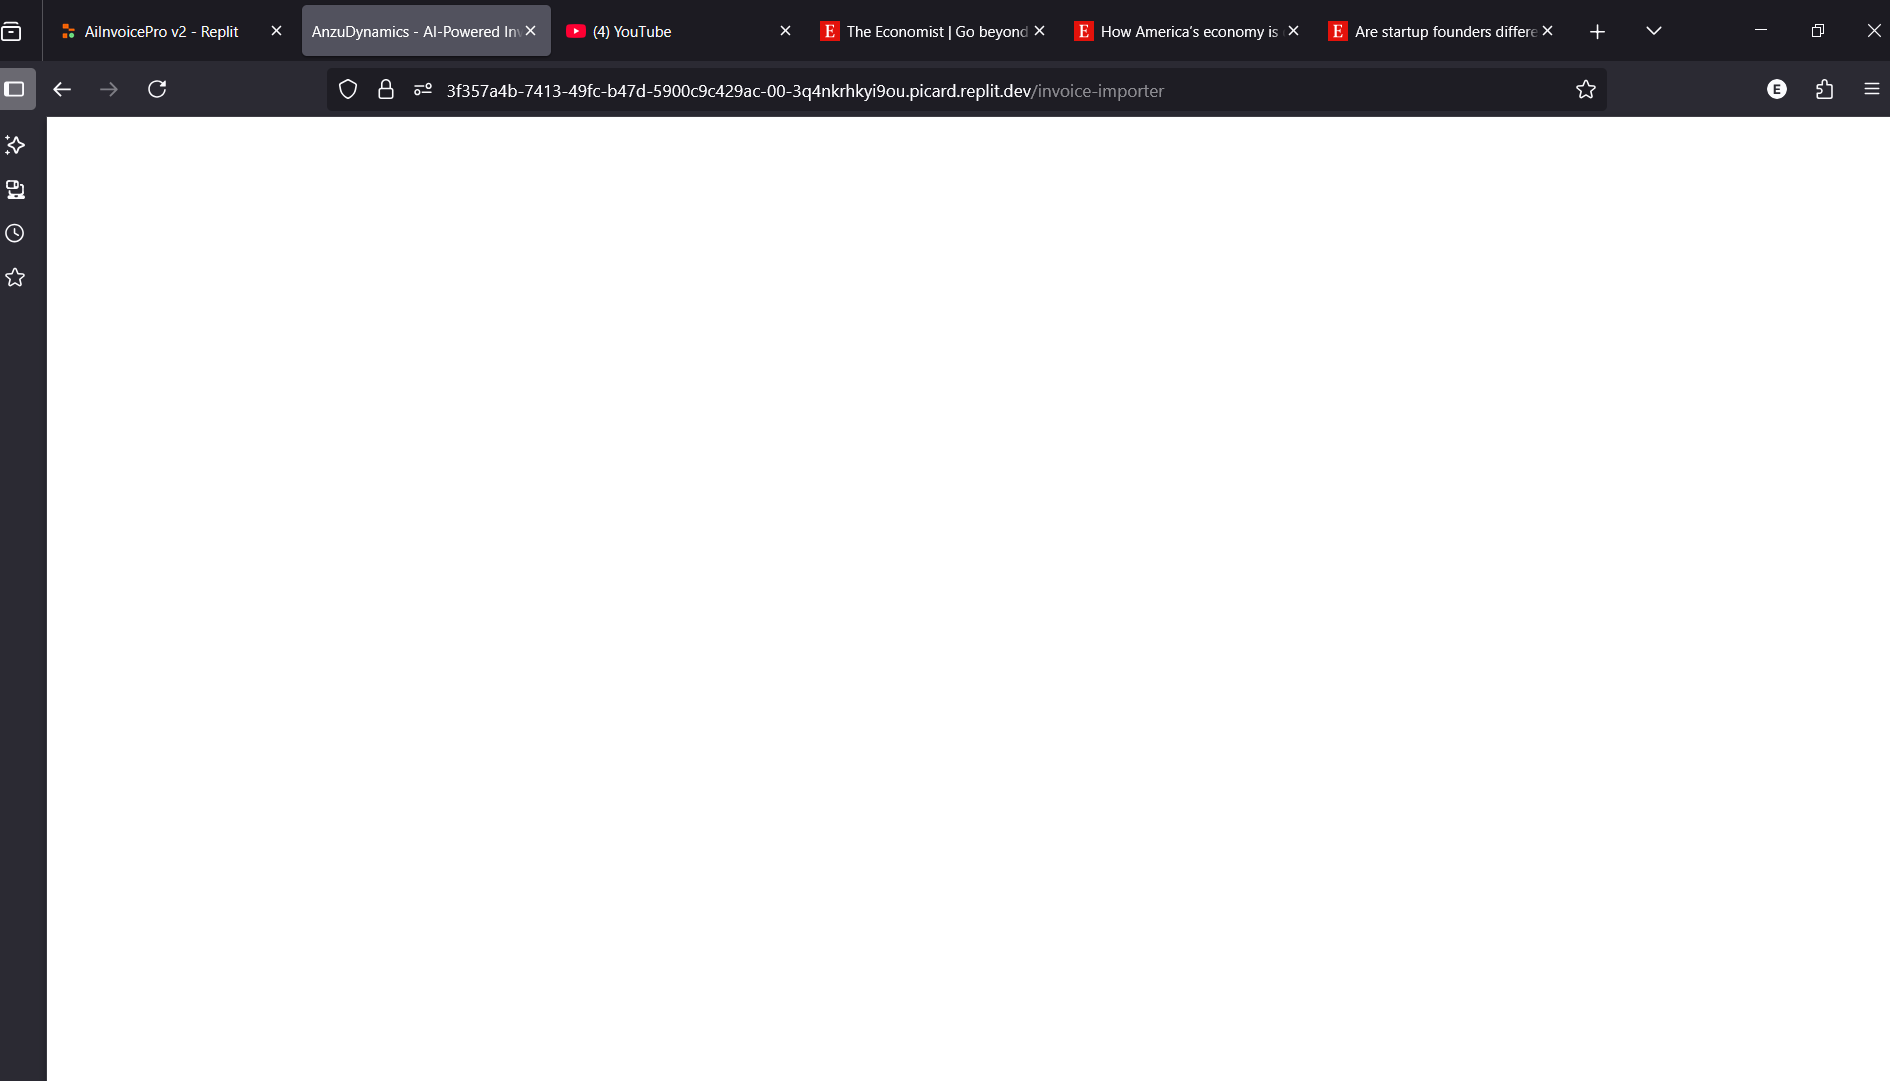 AiInvoicePro v2 - Replit
AnzuDynamics - AI-Powered In
(4) YouTube
E The Economist | Go beyond
E How America's economy is
E Are startup founders differe
3f357a4b-7413-49fc-b47d-5900c9c429ac-00-3q4nkrhkyi9ou.picard.replit.dev/invoice-importer
E